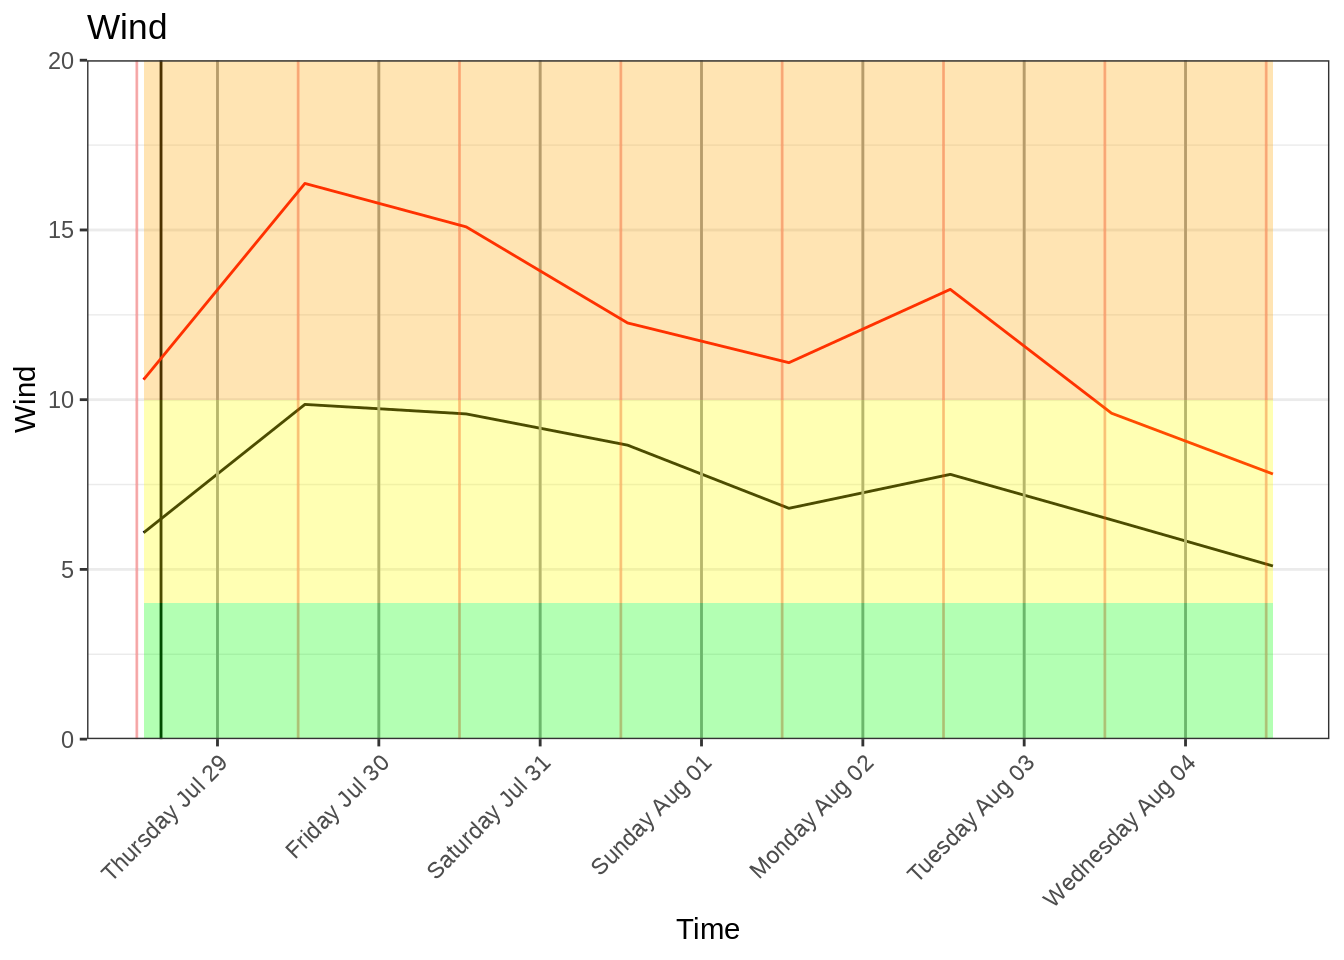 Wind
20
15
10
5
0
Wind
Thursday Jul 29
Friday Jul 30
Saturday Jul 31
Sunday Aug 01
Monday Aug 02
Tuesday Aug 03
Wednesday Aug 04
Time